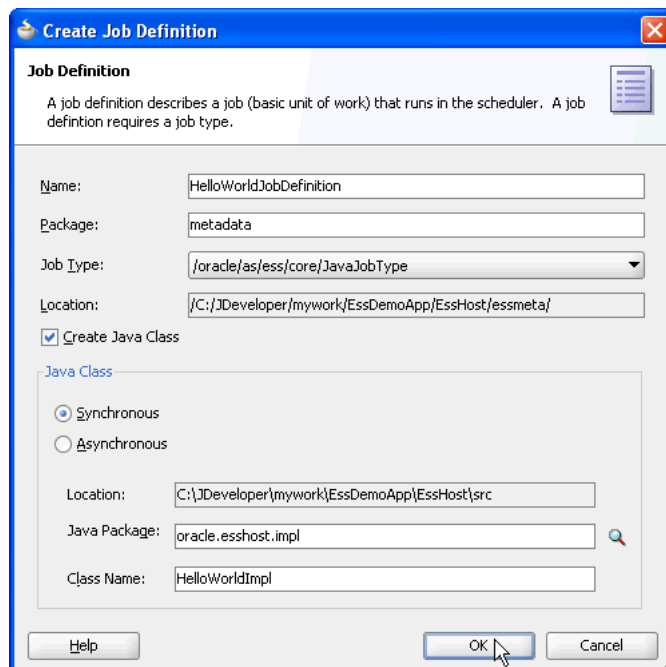 Create Job Definition
Job Definition
A job definition describes a job (basic unit of work) that runs in the scheduler. A job
defintion requires a job type.
Name: HelloWorldJobDefinition
Package: metadata
Job Type: /oracle/as/ess/core/JavaJobType
Location: /C:/JDeveloper/mywork/EssDemoApp/EssHost/essmeta/
Create Java Class
Java Class
Synchronous
Asynchronous
Location: C:\JDeveloper\mywork\EssDemoApp\EssHost\src
Java Package: oracle.esshost.impl
Class Name: HelloWorldImpl
Help OK Cancel